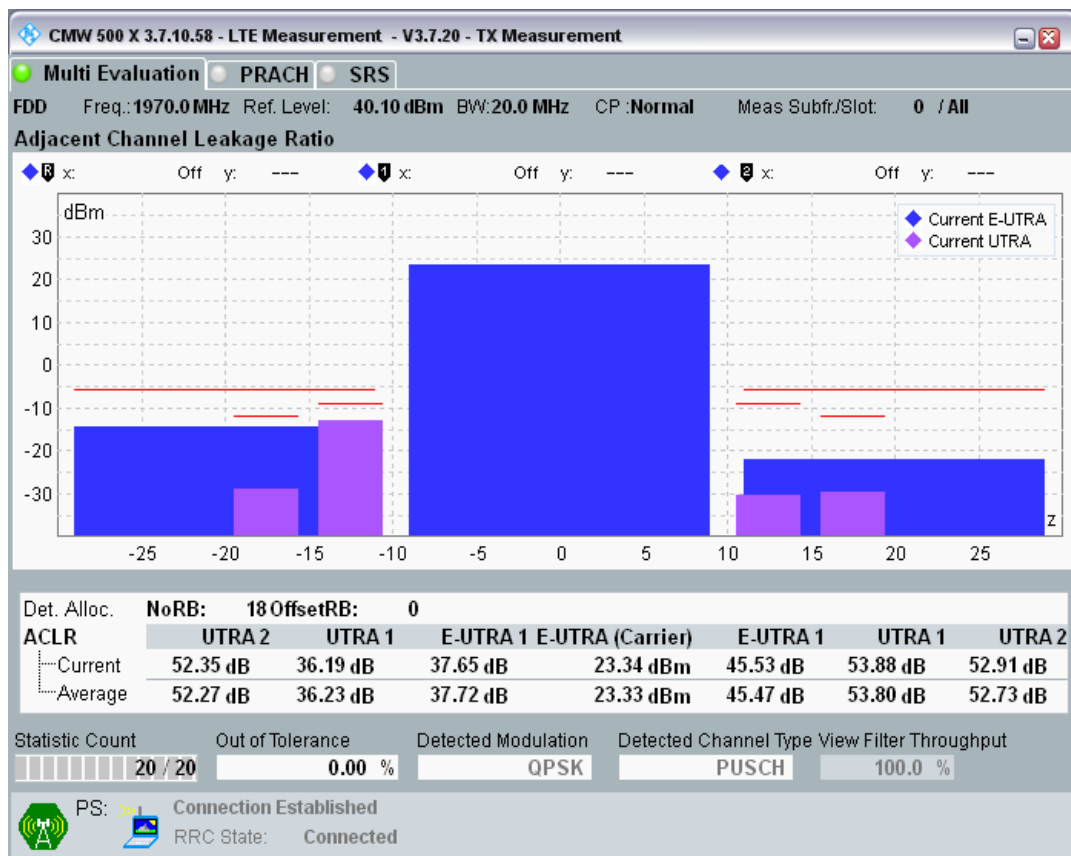 CMW 500 X 3.7.10.58 - LTE Measurement - V3.7.20 - TX Measurement
Multi Evaluation PRACH SRS
FDD Freq.:1970.0 MHz Ref. Level: 40.10 dBm BW:20.0 MHz CP :Normal Meas Subfr./Slot: 0 / All
Adjacent Channel Leakage Ratio
R x: Off y: --- 1 x: Off y: --- 2 x: Off y: ---
dBm
Current E-UTRA
Current UTRA
30
20
10
0
-10
-20
-30
z
-25 -20 -15 -10 -5 0 5 10 15 20 25
Det. Alloc. NoRB: 18 OffsetRB: 0
ACLR UTRA 2 UTRA 1 E-UTRA 1 E-UTRA (Carrier) E-UTRA 1 UTRA 1 UTRA 2
Current 52.35 dB 36.19 dB 37.65 dB 23.34 dBm 45.53 dB 53.88 dB 52.91 dB
Average 52.27 dB 36.23 dB 37.72 dB 23.33 dBm 45.47 dB 53.80 dB 52.73 dB
Statistic Count Out of Tolerance Detected Modulation Detected Channel Type View Filter Throughput
20 / 20 0.00 % QPSK PUSCH 100.0 %
PS: Connection Established
RRC State: Connected